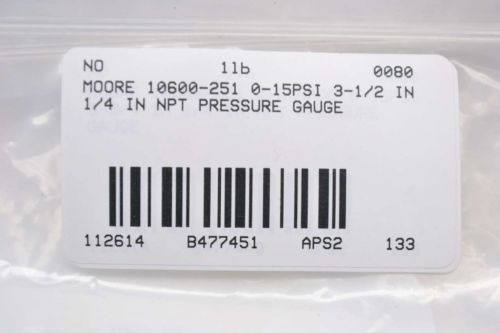 NO 1lb 0080
MOORE 10600-251 0-15PSI 3-1/2 IN
1/4 IN NPT PRESSURE GAUGE
112614 B477451 APS2 133